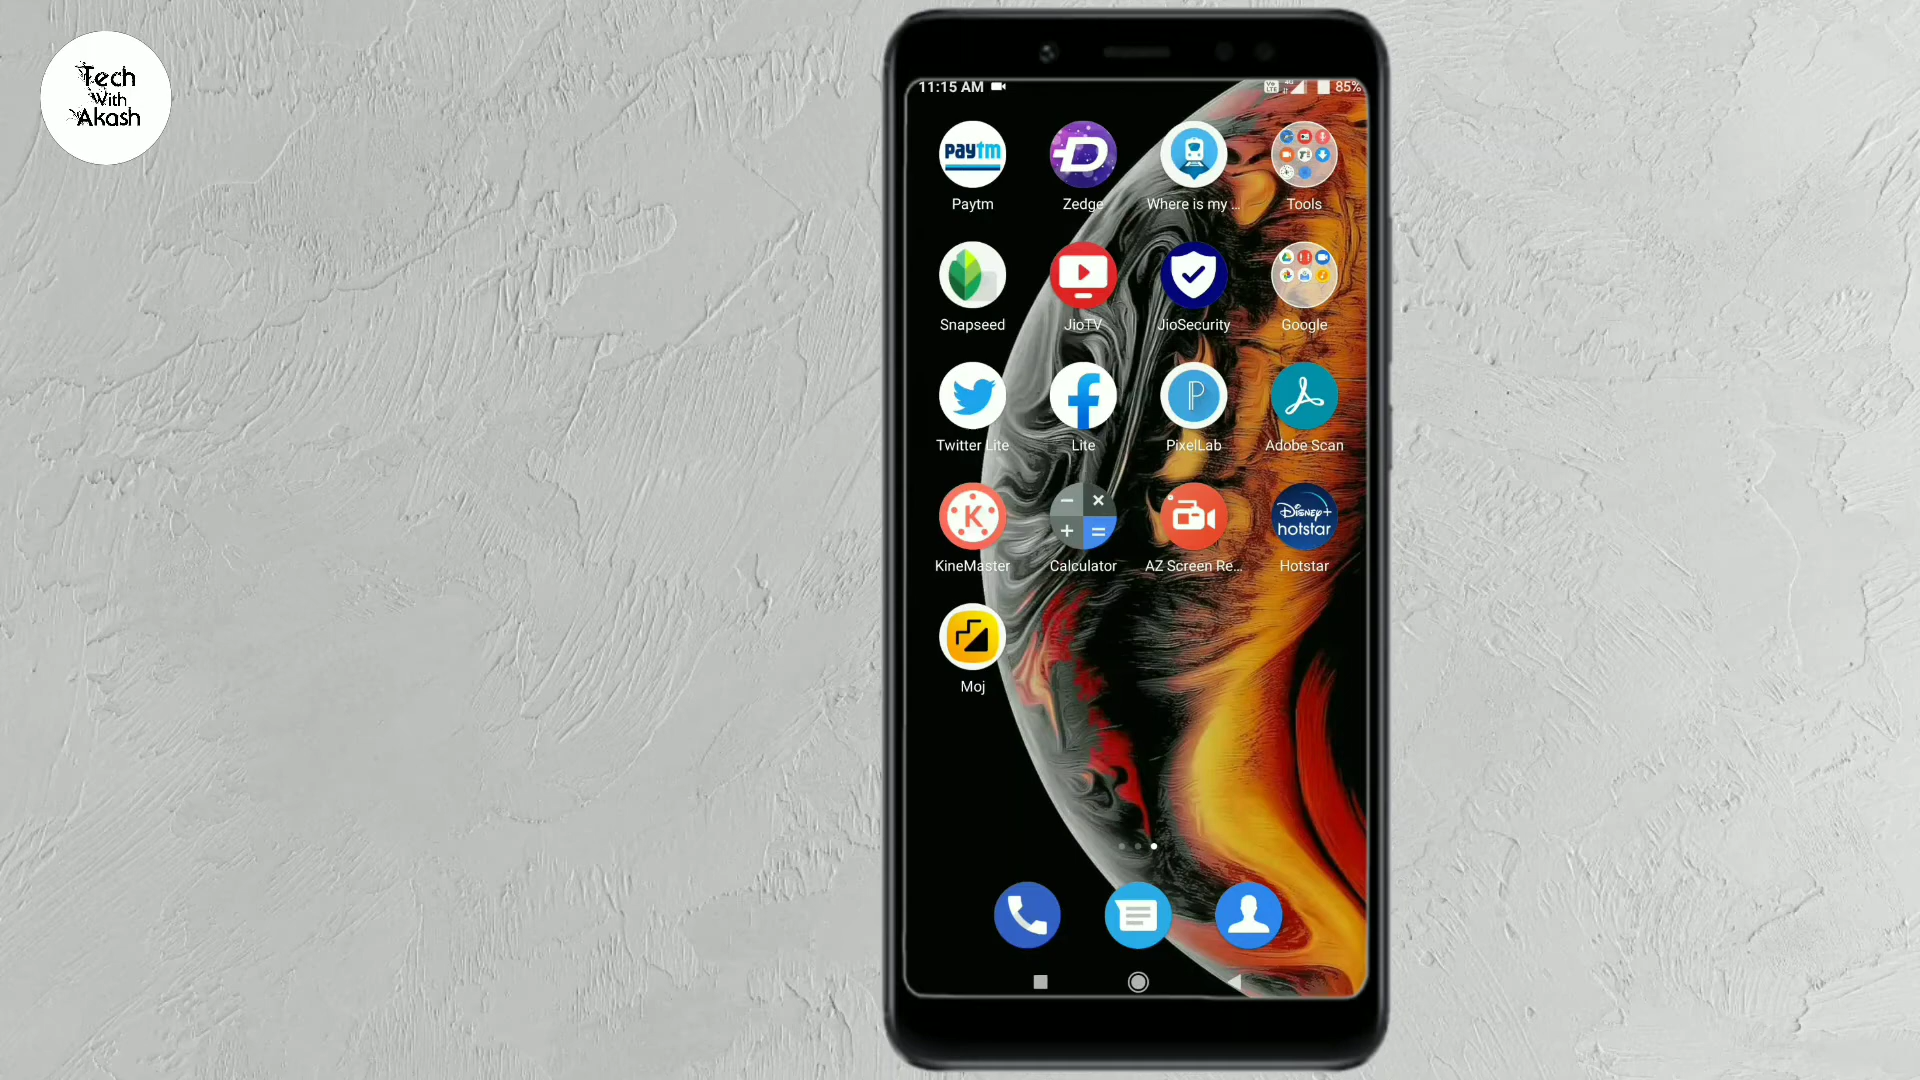 Tech
With
Akash
11:15 AM
85%
Paytm
Zedge
Where is my ...
Tools
Snapseed
JioTV
JioSecurity
Google
Twitter Lite
Lite
PixelLab
Adobe Scan
KineMaster
Calculator
AZ Screen Re...
Disney+
hotstar
Hotstar
Moj